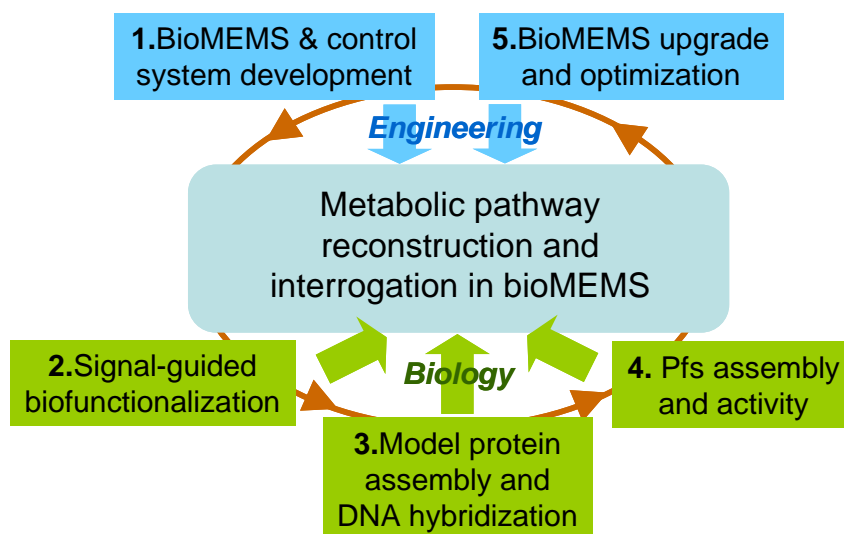 1.BioMEMS & control
system development
5.BioMEMS upgrade
and optimization
Engineering
Metabolic pathway
reconstruction and
interrogation in bioMEMS
2.Signal-guided
biofunctionalization
Biology
4. Pfs assembly
and activity
3.Model protein
assembly and
DNA hybridization